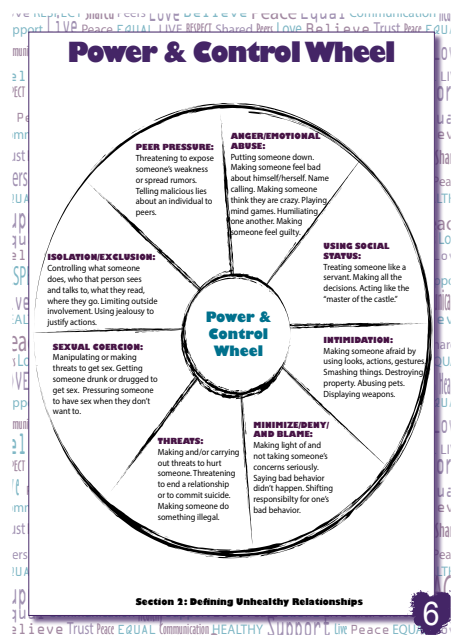 Power & Control Wheel
PEER PRESSURE:
Threatening to expose
someone's weakness
or spread rumors.
Telling malicious lies
about an individual to
peers.
ANGER/EMOTIONAL
ABUSE:
Putting someone down.
Making someone feel bad
about himself/herself. Name
calling. Making someone
think they are crazy. Playing
mind games. Humiliating
one another. Making
someone feel guilty.
USING SOCIAL
STATUS:
Treating someone like a
servant. Making all the
decisions. Acting like the
"master of the castle."
ISOLATION/EXCLUSION:
Controlling what someone
does, who that person sees
and talks to, what they read,
where they go. Limiting outside
involvement. Using jealousy to
justify actions.
Power &
Control
Wheel
INTIMIDATION:
Making someone afraid by
using looks, actions, gestures.
Smashing things. Destroying
property. Abusing pets.
Displaying weapons.
SEXUAL COERCION:
Manipulating or making
threats to get sex. Getting
someone drunk or drugged to
get sex. Pressuring someone
to have sex when they don't
want to.
THREATS:
Making and/or carrying
out threats to hurt
someone. Threatening
to end a relationship
or to commit suicide.
Making someone do
something illegal.
MINIMIZE/DENY/
AND BLAME:
Making light of and
not taking someone's
concerns seriously.
Saying bad behavior
didn't happen. Shifting
responsibilty for one's
bad behavior.
Section 2: Defining Unhealthy Relationships
6
Trust Peace EQUAL Communication HEALTHY Support Live Peace EQUAL